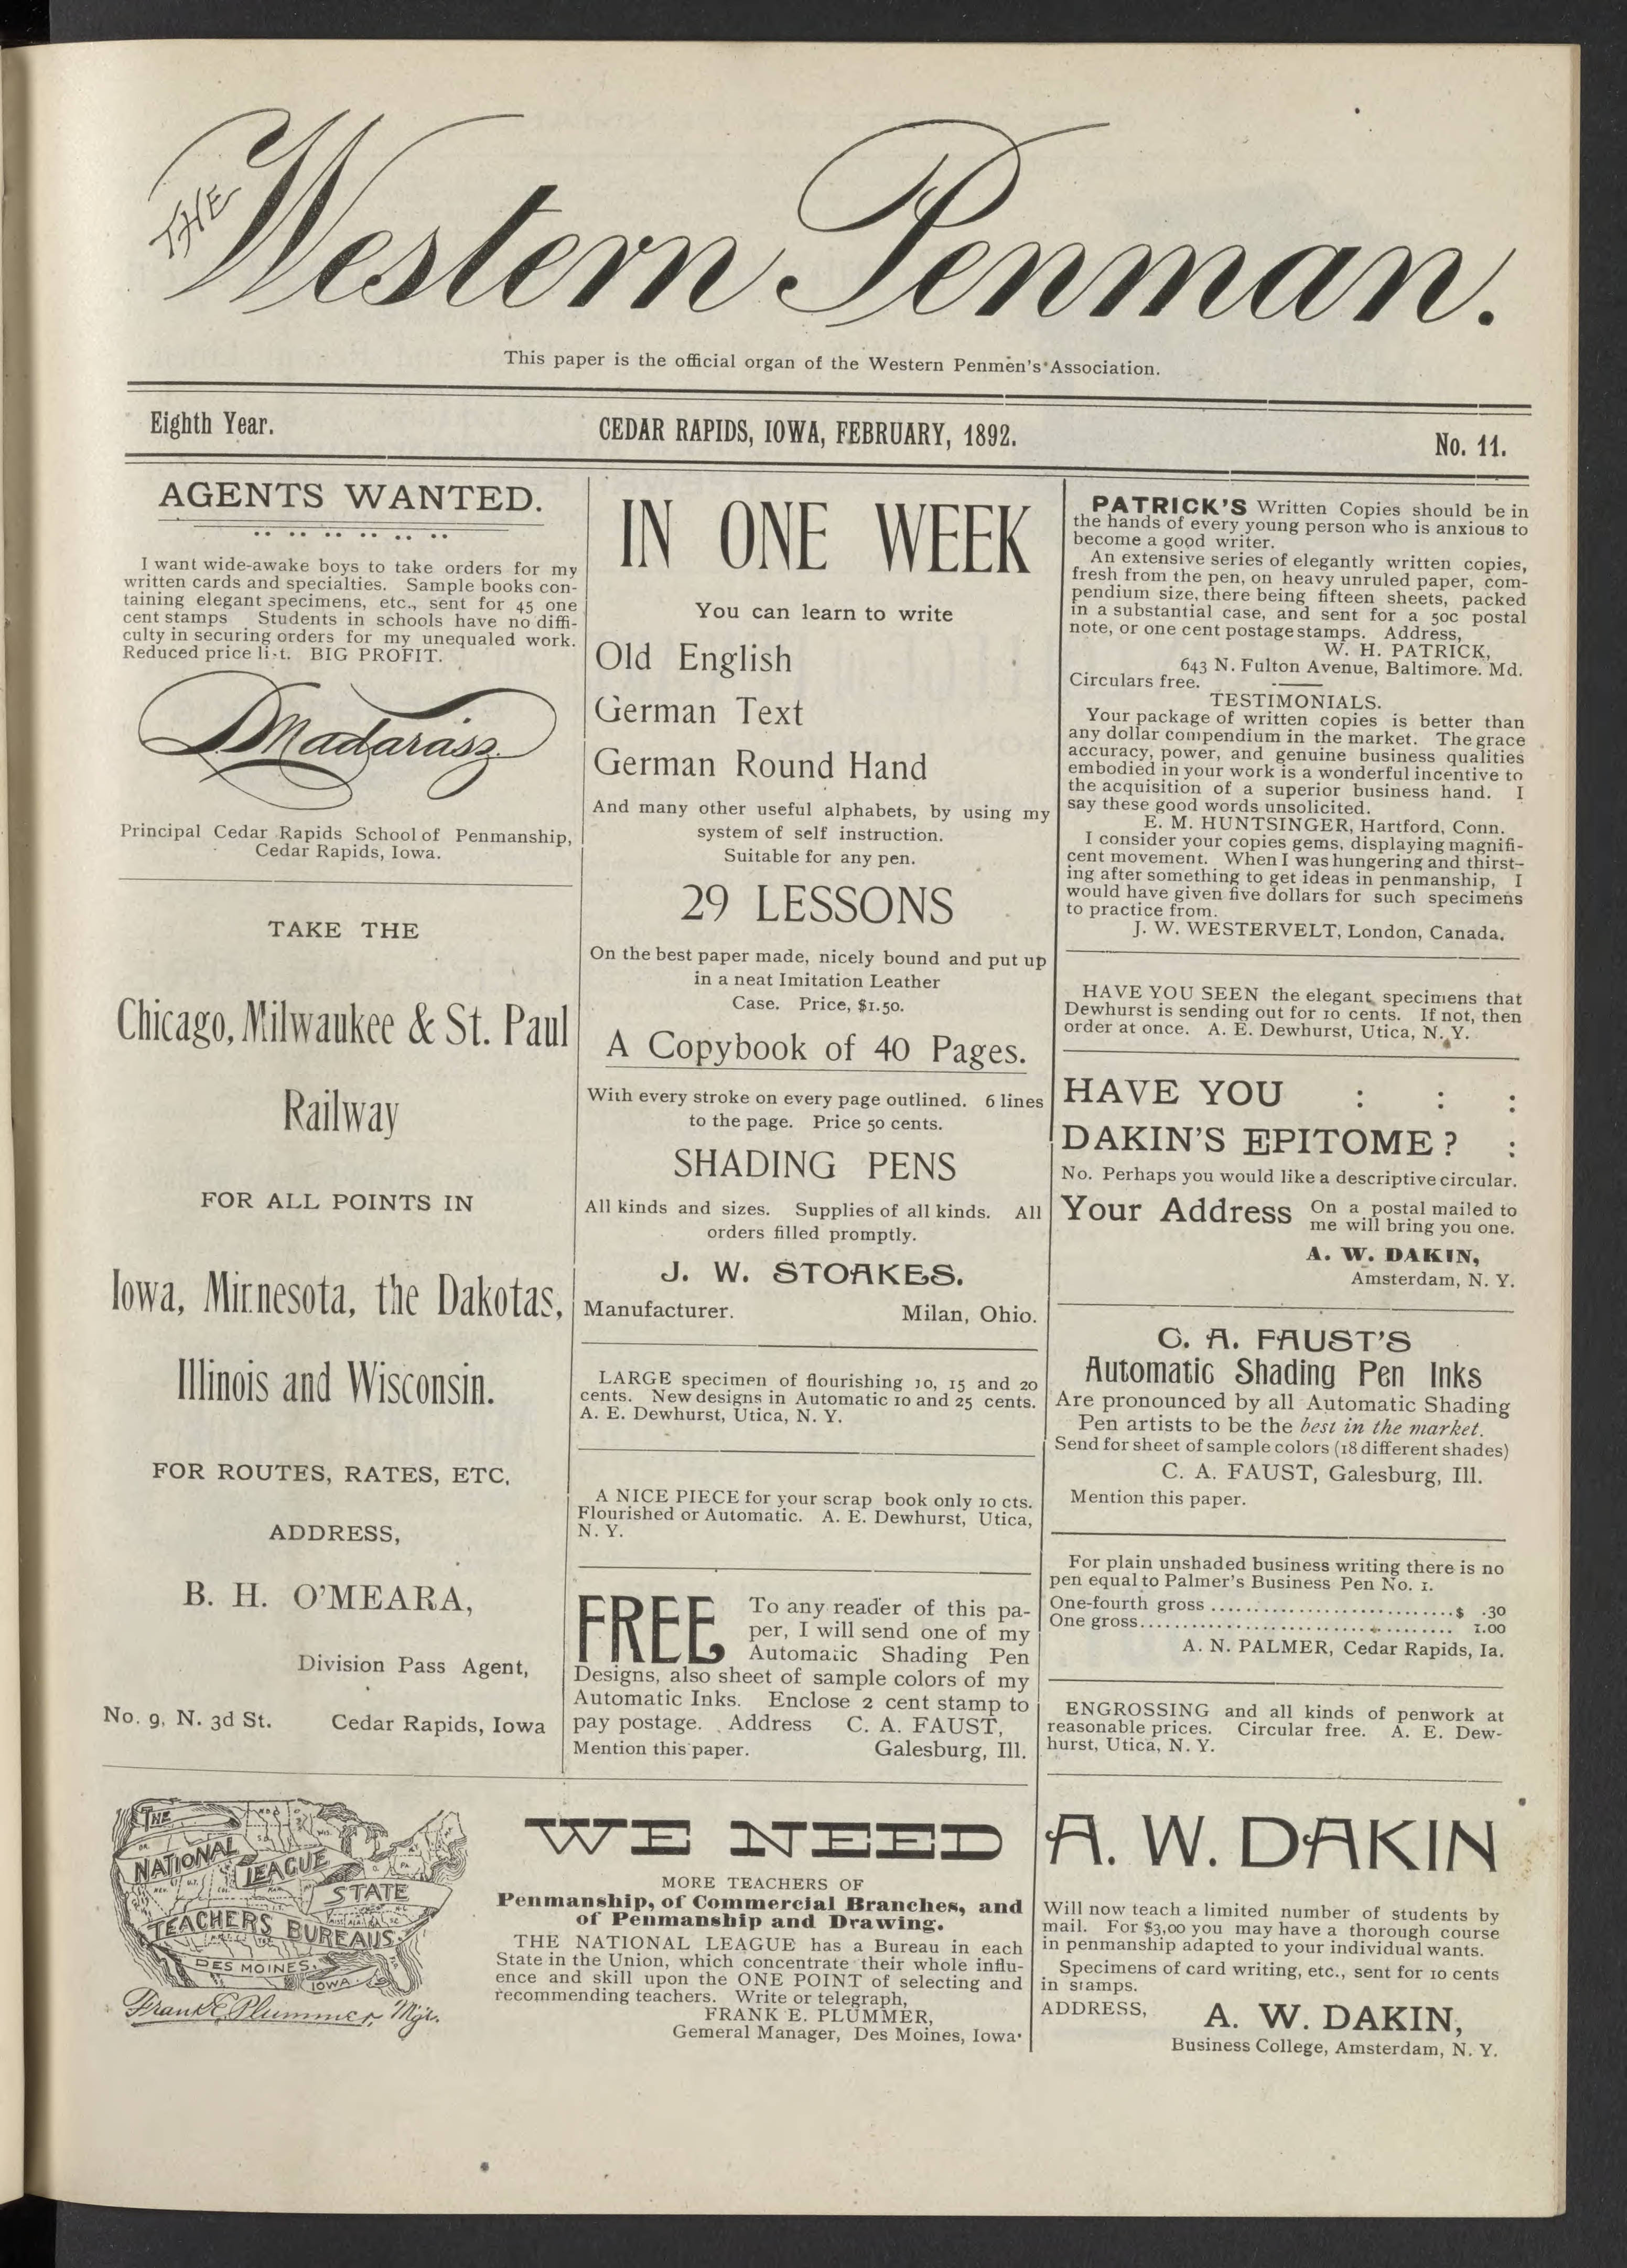 THE Western Penman.
This paper is the official organ of the Western Penmen's Association.
Eighth Year.
CEDAR RAPIDS, IOWA, FEBRUARY, 1892.
No. 11.
AGENTS WANTED.
I want wide-awake boys to take orders for my
written cards and specialties. Sample books con-
taining elegant specimens, etc., sent for 45 one
cent stamps Students in schools have no diffi-
culty in securing orders for my unequaled work.
Reduced price list. BIG PROFIT.
L Madarasz
Principal Cedar Rapids School of Penmanship,
Cedar Rapids, Iowa.
TAKE THE
Chicago, Milwaukee & St. Paul
Railway
FOR ALL POINTS IN
Iowa, Minnesota, the Dakotas,
Illinois and Wisconsin.
FOR ROUTES, RATES, ETC.
ADDRESS,
B. H. O'MEARA,
Division Pass Agent,
No. 9, N. 3d St. Cedar Rapids, Iowa
IN ONE WEEK
You can learn to write
Old English
German Text
German Round Hand
And many other useful alphabets, by using my
system of self instruction.
Suitable for any pen.
29 LESSONS
On the best paper made, nicely bound and put up
in a neat Imitation Leather
Case. Price, $1.50.
A Copybook of 40 Pages.
With every stroke on every page outlined. 6 lines
to the page. Price 50 cents.
SHADING PENS
All kinds and sizes. Supplies of all kinds. All
orders filled promptly.
J. W. STOAKES.
Manufacturer. Milan, Ohio.
LARGE specimen of flourishing 10, 15 and 20
cents. New designs in Automatic 10 and 25 cents.
A. E. Dewhurst, Utica, N. Y.
A NICE PIECE for your scrap book only 10 cts.
Flourished or Automatic. A. E. Dewhurst, Utica,
N. Y.
FREE To any reader of this pa-
per, I will send one of my
Automatic Shading Pen
Designs, also sheet of sample colors of my
Automatic Inks. Enclose 2 cent stamp to
pay postage. Address C. A. FAUST,
Mention this paper. Galesburg, Ill.
PATRICK'S Written Copies should be in
the hands of every young person who is anxious to
become a good writer.
An extensive series of elegantly written copies,
fresh from the pen, on heavy unruled paper, com-
pendium size, there being fifteen sheets, packed
in a substantial case, and sent for a 50c postal
note, or one cent postage stamps. Address,
W. H. PATRICK,
643 N. Fulton Avenue, Baltimore. Md.
Circulars free.
TESTIMONIALS.
Your package of written copies is better than
any dollar compendium in the market. The grace
accuracy, power, and genuine business qualities
embodied in your work is a wonderful incentive to
the acquisition of a superior business hand. I
say these good words unsolicited.
E. M. HUNTSINGER, Hartford, Conn.
I consider your copies gems, displaying magnifi-
cent movement. When I was hungering and thirst-
ing after something to get ideas in penmanship, I
would have given five dollars for such specimens
to practice from.
J. W. WESTERVELT, London, Canada.
HAVE YOU SEEN the elegant specimens that
Dewhurst is sending out for 10 cents. If not, then
order at once. A. E. Dewhurst, Utica, N. Y.
HAVE YOU : : :
DAKIN'S EPITOME ? :
No. Perhaps you would like a descriptive circular.
Your Address On a postal mailed to
me will bring you one.
A. W. DAKIN,
Amsterdam, N. Y.
C. A. FAUST'S
Automatic Shading Pen Inks
Are pronounced by all Automatic Shading
Pen artists to be the best in the market.
Send for sheet of sample colors (18 different shades)
C. A. FAUST, Galesburg, Ill.
Mention this paper.
For plain unshaded business writing there is no
pen equal to Palmer's Business Pen No. 1.
One-fourth gross ..............................$ .30
One gross........................................ 1.00
A. N. PALMER, Cedar Rapids, Ia.
ENGROSSING and all kinds of penwork at
reasonable prices. Circular free. A. E. Dew-
hurst, Utica, N. Y.
THE
NATIONAL
LEAGUE
STATE
TEACHERS BUREAUS
DES MOINES,
IOWA.
Frank E. Plummer, Mgr.
WE NEED
MORE TEACHERS OF
Penmanship, of Commercial Branches, and
of Penmanship and Drawing.
THE NATIONAL LEAGUE has a Bureau in each
State in the Union, which concentrate their whole influ-
ence and skill upon the ONE POINT of selecting and
recommending teachers. Write or telegraph,
FRANK E. PLUMMER,
Gemeral Manager, Des Moines, Iowa.
A. W. DAKIN
Will now teach a limited number of students by
mail. For $3,00 you may have a thorough course
in penmanship adapted to your individual wants.
Specimens of card writing, etc., sent for 10 cents
in stamps.
ADDRESS,
A. W. DAKIN,
Business College, Amsterdam, N. Y.